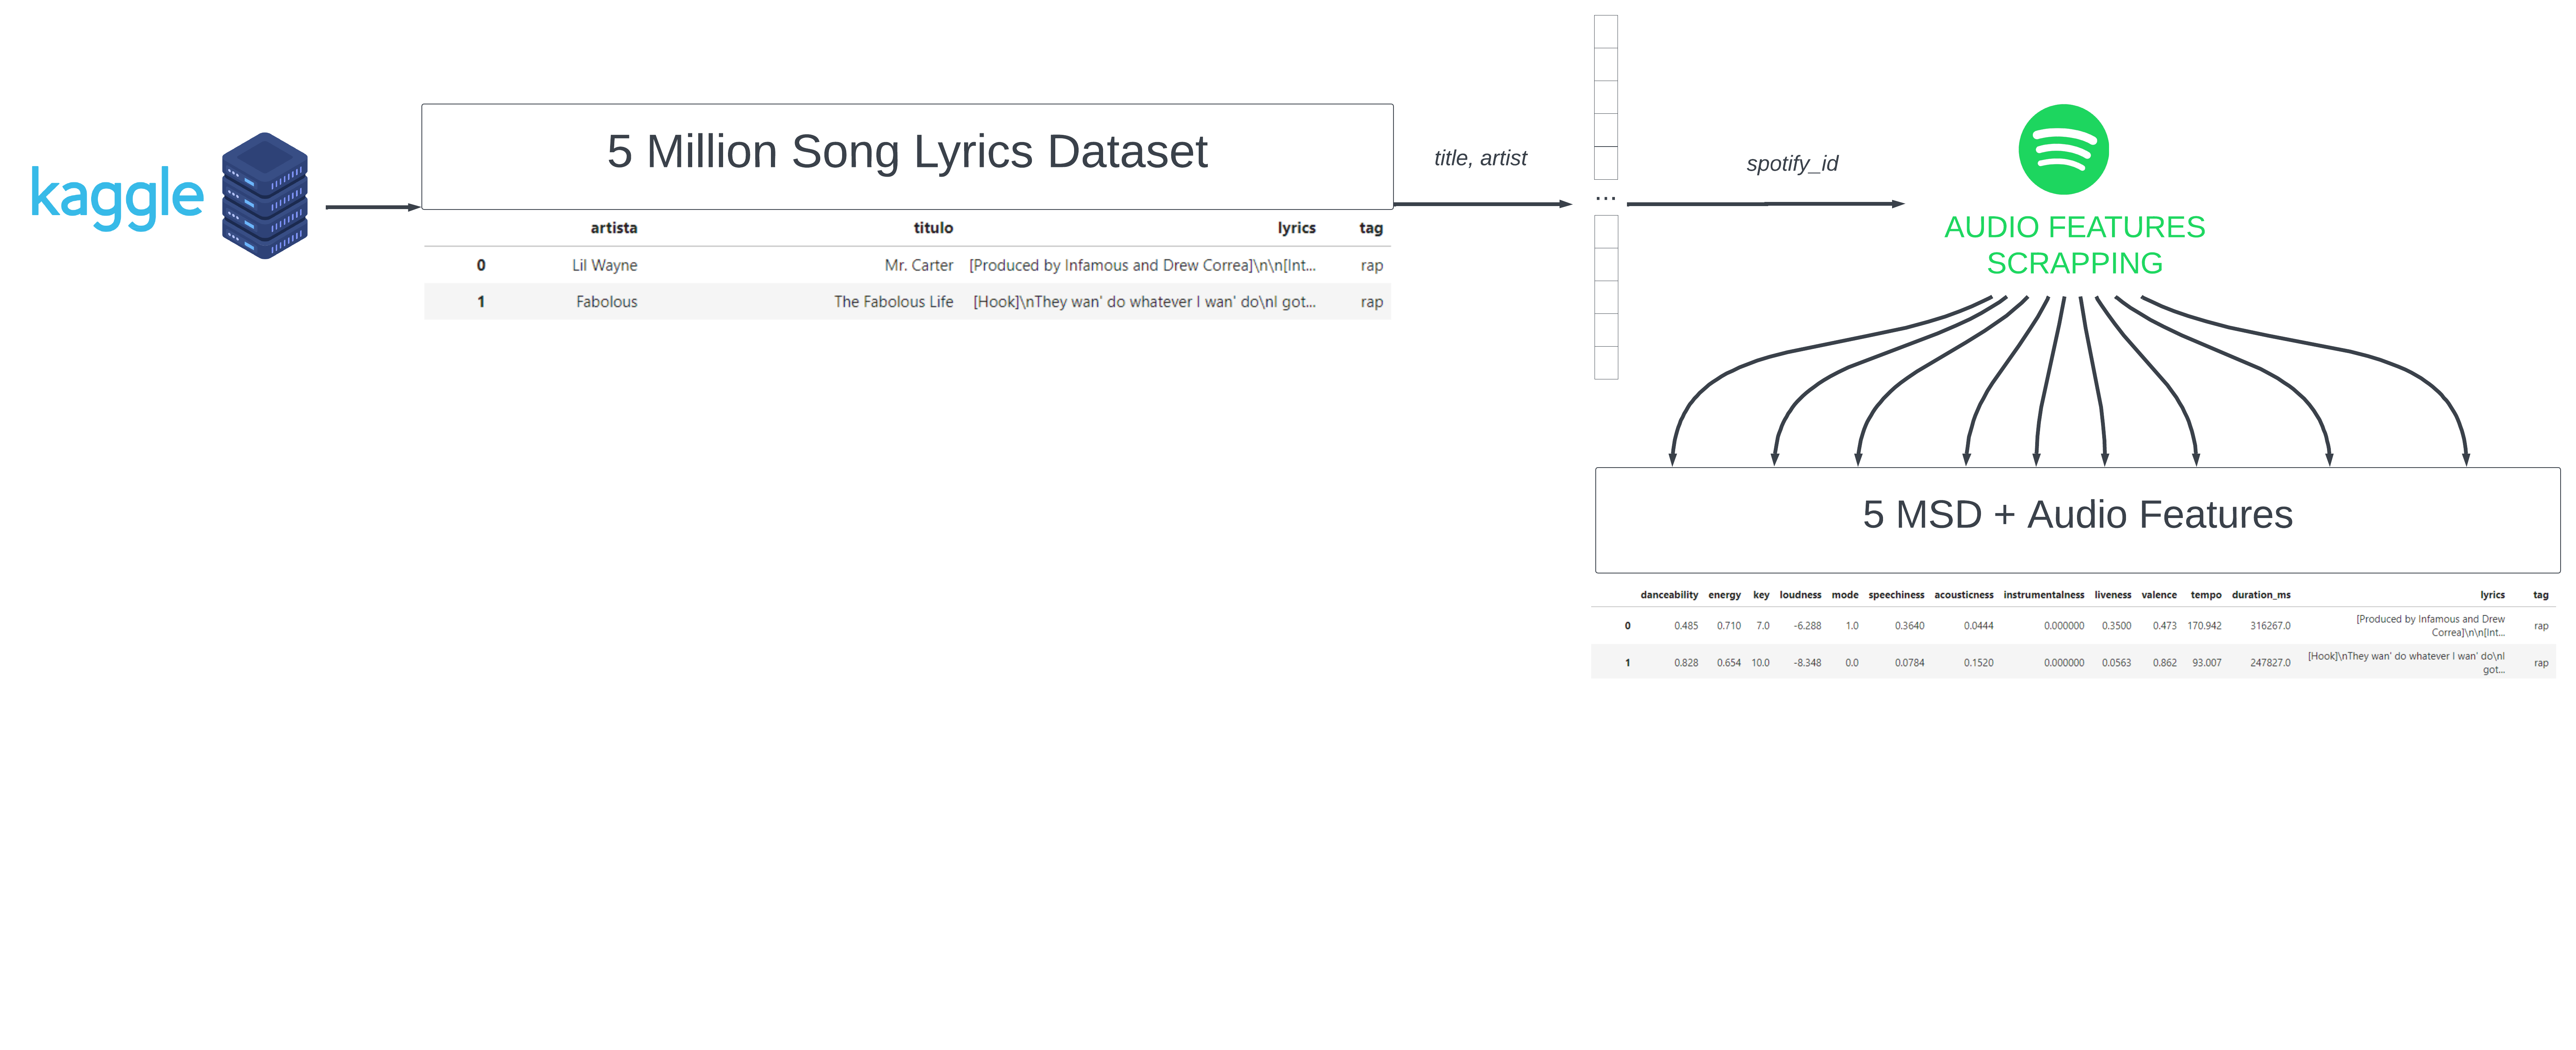 kaggle
5 Million Song Lyrics Dataset
artista titulo lyrics tag
0 Lil Wayne Mr. Carter [Produced by Infamous and Drew Correa]\n\n[Int... rap
1 Fabolous The Fabolous Life [Hook]\nThey wan' do whatever I wan' do\nI got... rap
title, artist
...
spotify_id
AUDIO FEATURES
SCRAPPING
5 MSD + Audio Features
danceability energy key loudness mode speechiness acousticness instrumentalness liveness valence tempo duration_ms lyrics tag
0 0.485 0.710 7.0 -6.288 1.0 0.3640 0.0444 0.000000 0.3500 0.473 170.942 316267.0 [Produced by Infamous and Drew
Correa]\n\n[Int... rap
1 0.828 0.654 10.0 -8.348 0.0 0.0784 0.1520 0.000000 0.0563 0.862 93.007 247827.0 [Hook]\nThey wan' do whatever I wan' do\nI
got... rap